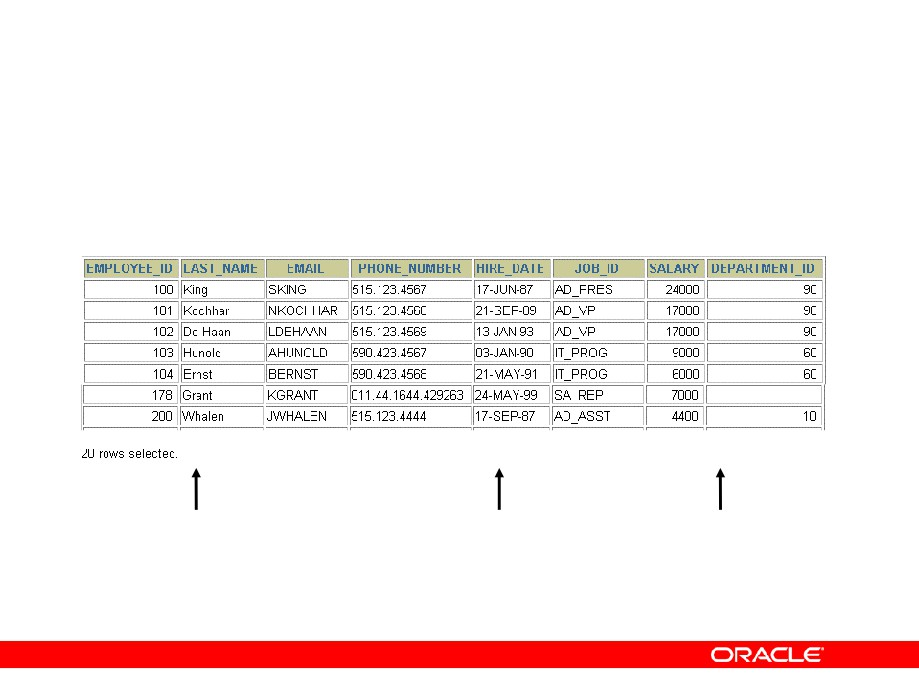 EMPLOYEE_ID LAST_NAME EMAIL PHONE_NUMBER HIRE_DATE JOB_ID SALARY DEPARTMENT_ID
100 King SKING 515.123.4567 17-JUN-87 AD_PRES 24000 90
101 Kochhar NKOCHHAR 515.123.4568 21-SEP-89 AD_VP 17000 90
102 De Haan LDEHAAN 515.123.4569 13-JAN-93 AD_VP 17000 90
103 Hunold AHUNOLD 590.423.4567 03-JAN-90 IT_PROG 9000 60
104 Ernst BERNST 590.423.4568 21-MAY-91 IT_PROG 6000 60
178 Grant KGRANT 011.44.1644.429263 24-MAY-99 SA_REP 7000
200 Whalen JWHALEN 515.123.4444 17-SEP-87 AD_ASST 4400 10
20 rows selected.
ORACLE